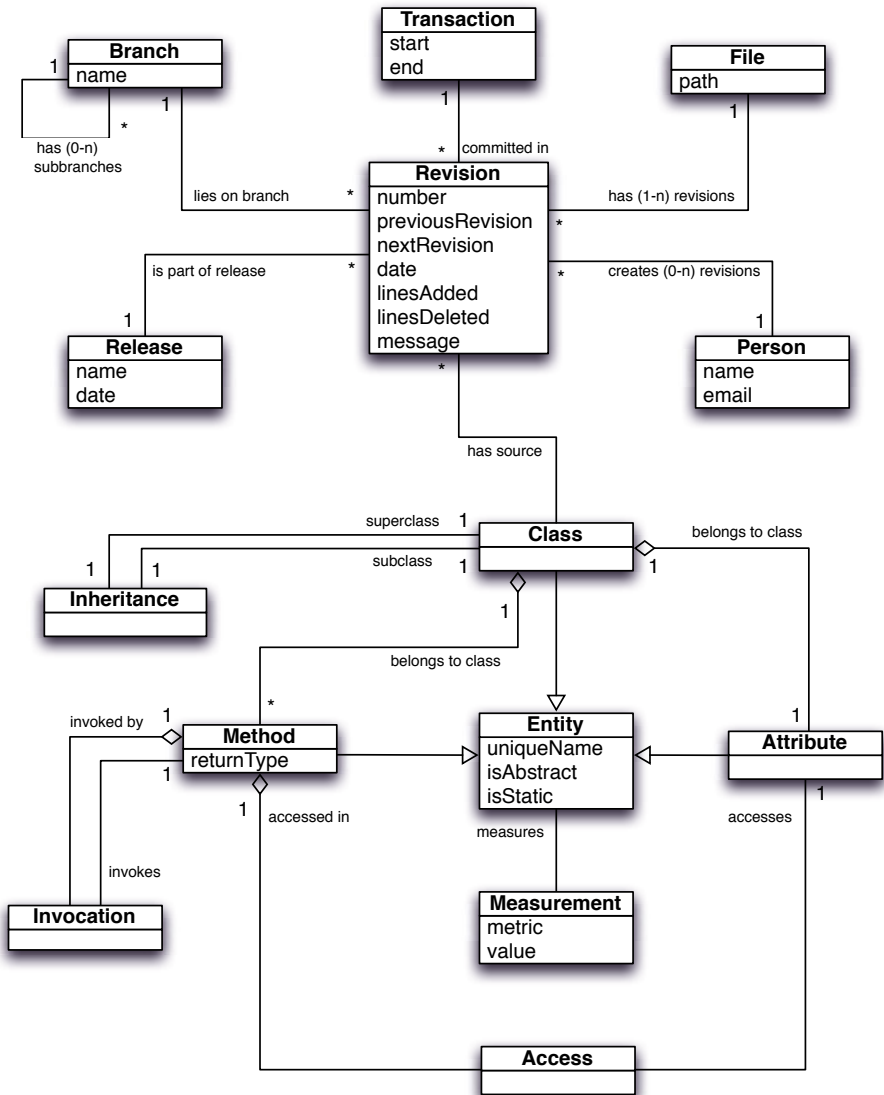 Transaction
start
end
Branch
name
File
path
1
1
*
1
1
has (0-n)
subbranches
*
committed in
Revision
number
previousRevision
nextRevision
date
linesAdded
linesDeleted
message
lies on branch
*
has (1-n) revisions
*
is part of release
*
*
creates (0-n) revisions
1
1
Release
name
date
Person
name
email
*
has source
superclass
1
Class
belongs to class
subclass
1
1
1
1
Inheritance
1
belongs to class
*
1
invoked by
1
Method
returnType
Entity
uniqueName
isAbstract
isStatic
Attribute
1
1
accessed in
1
accesses
measures
invokes
Invocation
Measurement
metric
value
Access